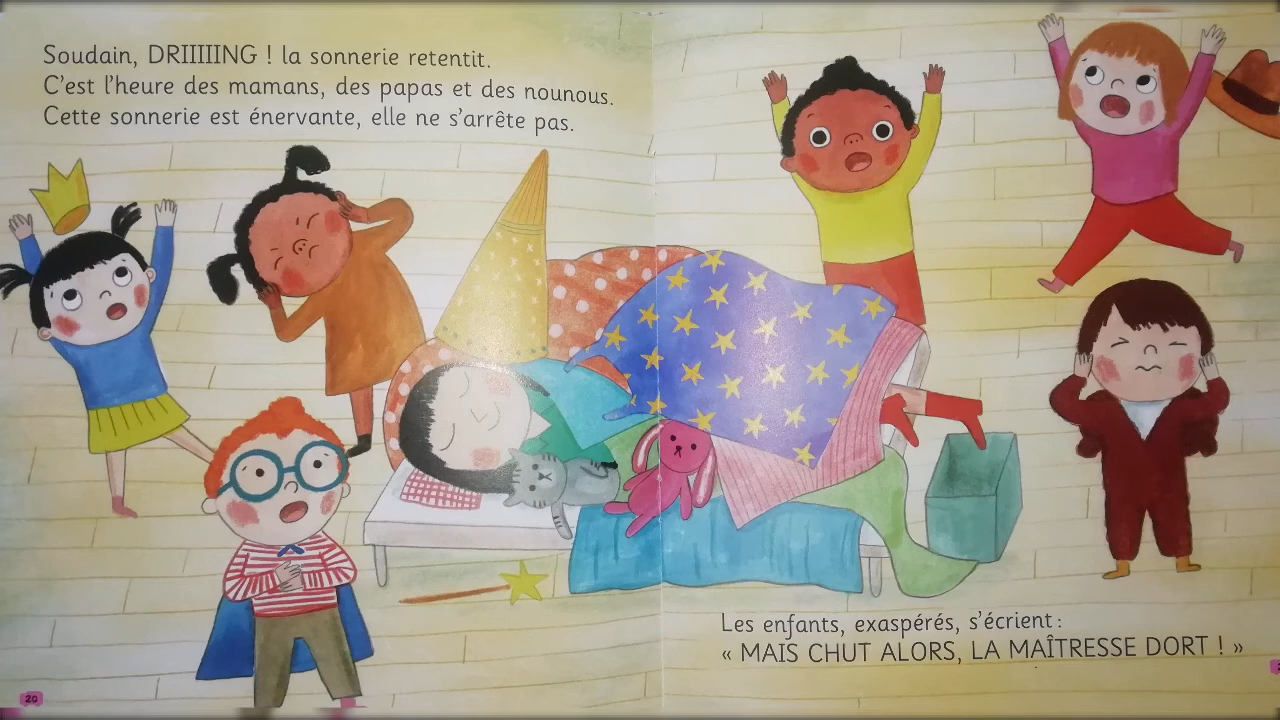 Soudain, DRIIIIING ! la sonnerie retentit.
C'est l'heure des mamans, des papas et des nounous.
Cette sonnerie est énervante, elle ne s'arrête pas.
Les enfants, exaspérés, s'écrient :
« MAIS CHUT ALORS, LA MAÎTRESSE DORT ! »
20